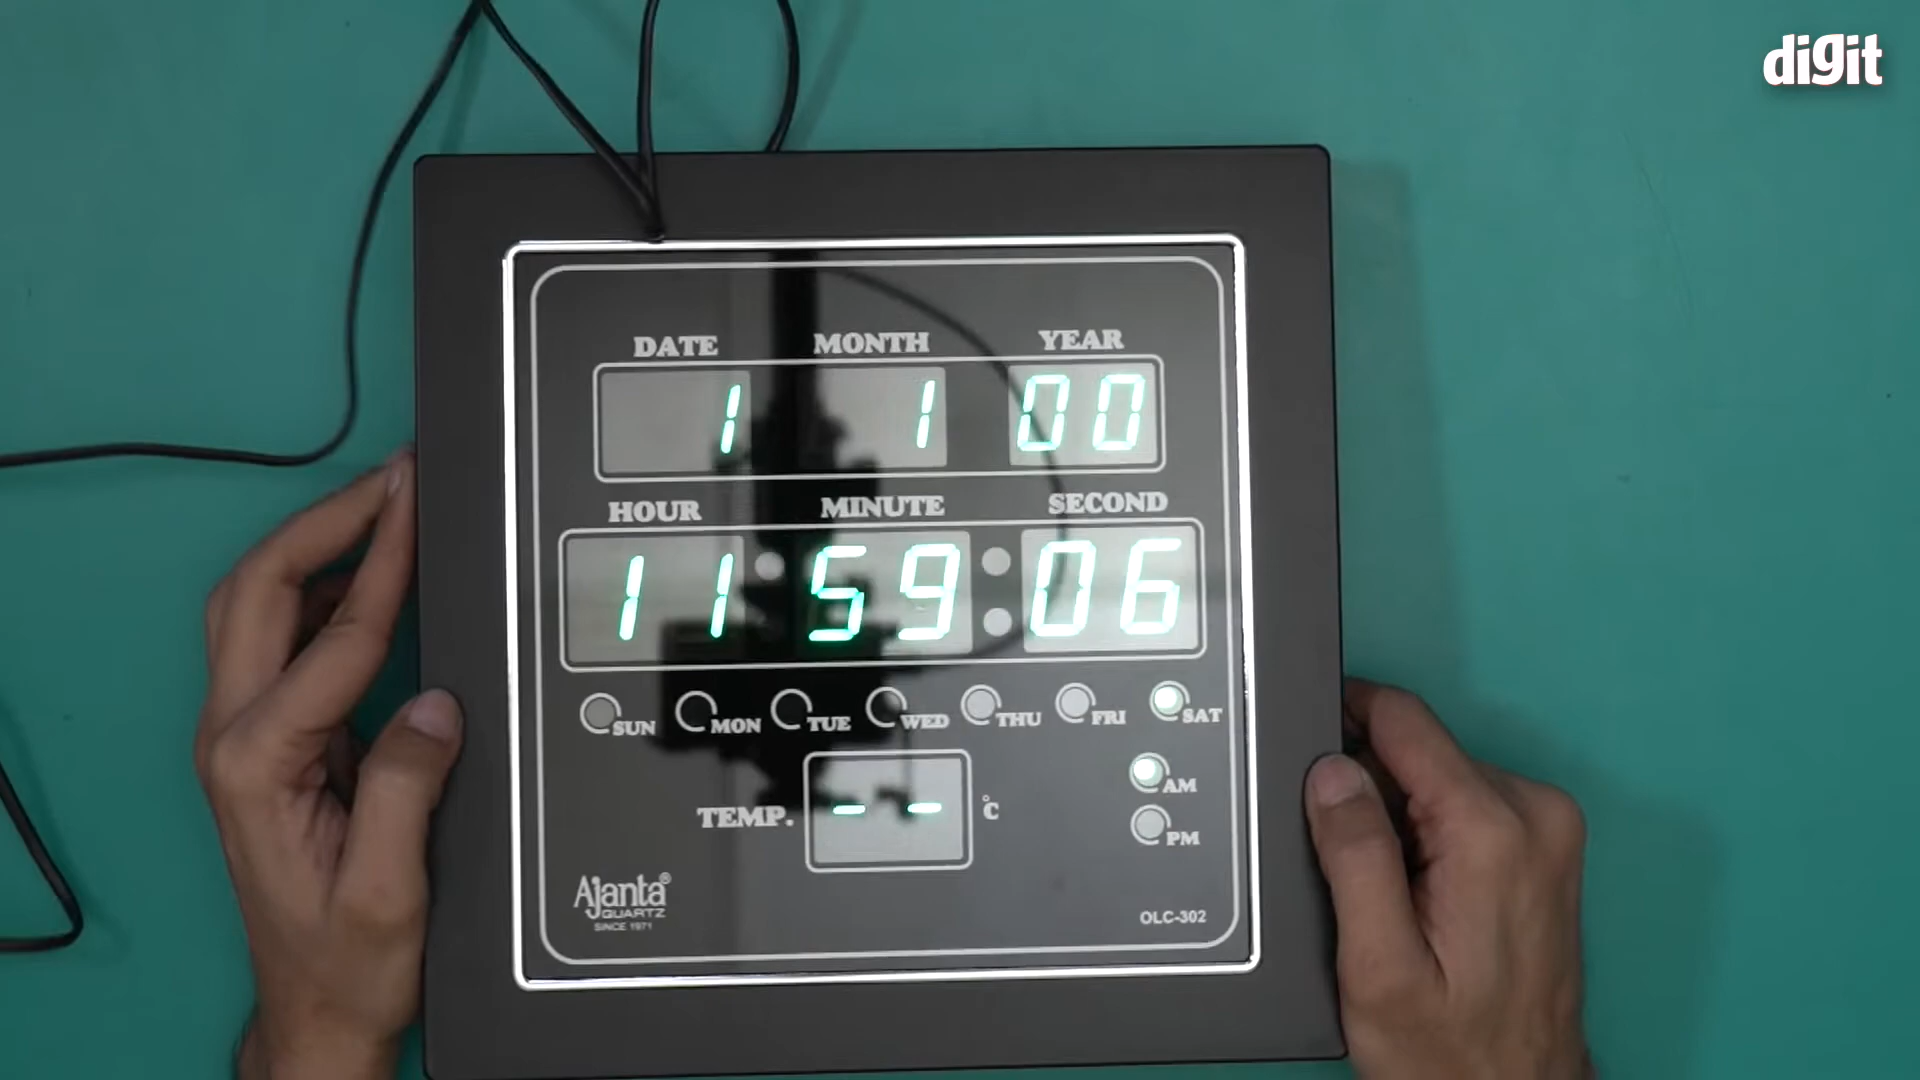 digit
DATE MONTH YEAR
1 1 00
HOUR MINUTE SECOND
11:59:06
SUN MON TUE WED THU FRI SAT
AM
TEMP. -- °C
PM
Ajanta®
QUARTZ
SINCE 1971
OLC-302